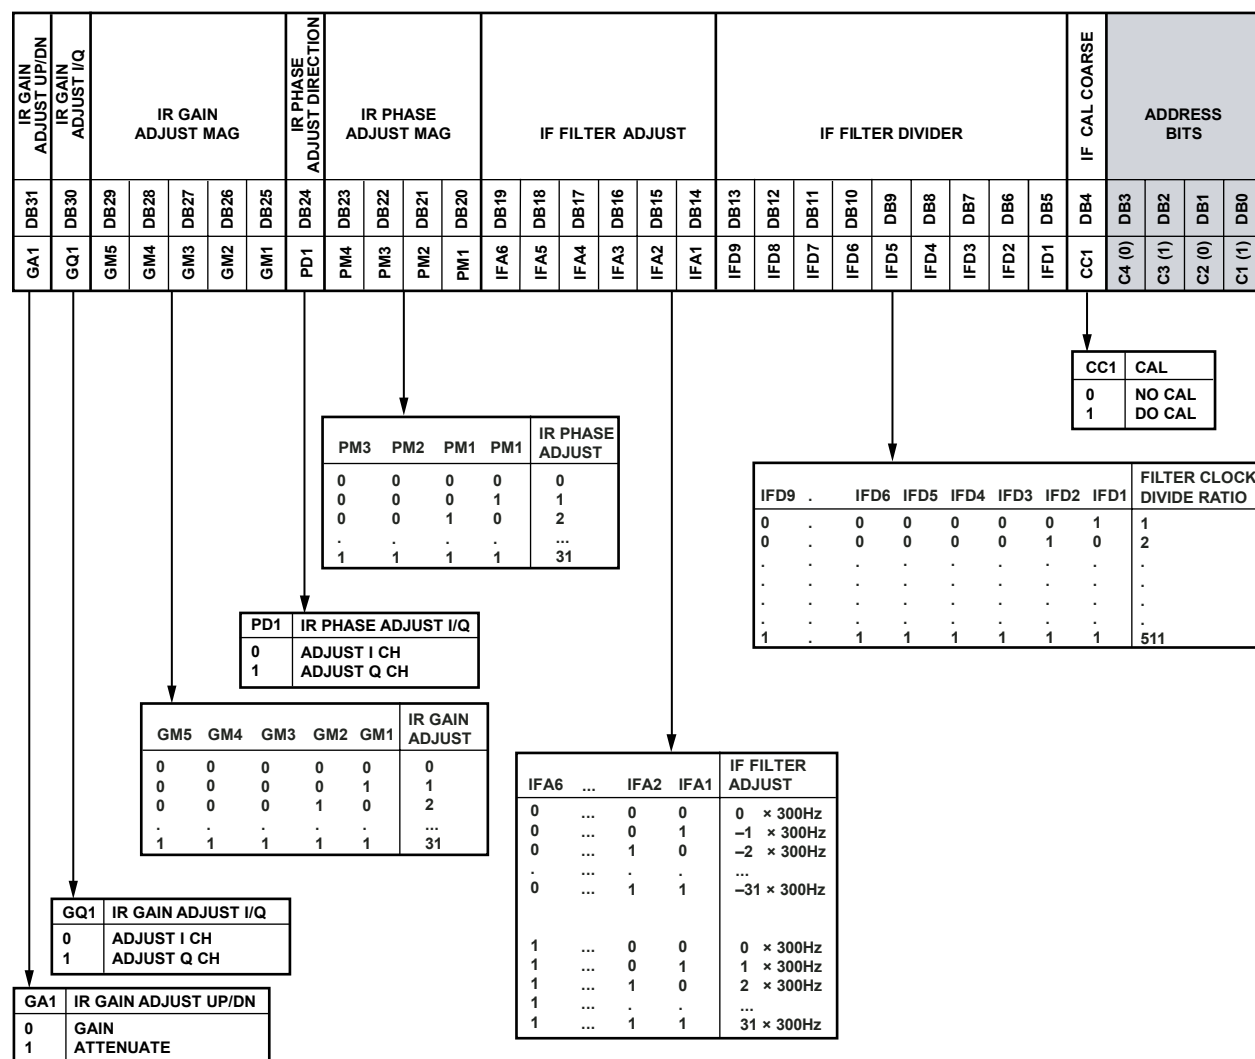 IR GAIN
ADJUST UP/DN
IR GAIN
ADJUST I/Q
IR GAIN
ADJUST MAG
IR PHASE
ADJUST DIRECTION
IR PHASE
ADJUST MAG
IF FILTER ADJUST
IF FILTER DIVIDER
IF CAL COARSE
ADDRESS
BITS
DB31 DB30 DB29 DB28 DB27 DB26 DB25 DB24 DB23 DB22 DB21 DB20 DB19 DB18 DB17 DB16 DB15 DB14 DB13 DB12 DB11 DB10 DB9 DB8 DB7 DB6 DB5 DB4 DB3 DB2 DB1 DB0
GA1 GQ1 GM5 GM4 GM3 GM2 GM1 PD1 PM4 PM3 PM2 PM1 IFA6 IFA5 IFA4 IFA3 IFA2 IFA1 IFD9 IFD8 IFD7 IFD6 IFD5 IFD4 IFD3 IFD2 IFD1 CC1 C4 (0) C3 (1) C2 (0) C1 (1)
CC1 CAL
0 NO CAL
1 DO CAL
PM3 PM2 PM1 PM1 IR PHASE
ADJUST
0 0 0 0 0
0 0 0 1 1
0 0 1 0 2
. . . . ...
1 1 1 1 31
IFD9 . IFD6 IFD5 IFD4 IFD3 IFD2 IFD1 FILTER CLOCK
DIVIDE RATIO
0 . 0 0 0 0 0 1 1
0 . 0 0 0 0 1 0 2
. . . . . . . . .
. . . . . . . . .
. . . . . . . . .
. . . . . . . . .
1 . 1 1 1 1 1 1 511
PD1 IR PHASE ADJUST I/Q
0 ADJUST I CH
1 ADJUST Q CH
GM5 GM4 GM3 GM2 GM1 IR GAIN
ADJUST
0 0 0 0 0 0
0 0 0 0 1 1
0 0 0 1 0 2
. . . . . ...
1 1 1 1 1 31
IFA6 ... IFA2 IFA1 IF FILTER
ADJUST
0 ... 0 0 0 × 300Hz
0 ... 0 1 –1 × 300Hz
0 ... 1 0 –2 × 300Hz
. ... . . ...
0 ... 1 1 –31 × 300Hz
1 ... 0 0 0 × 300Hz
1 ... 0 1 1 × 300Hz
1 ... 1 0 2 × 300Hz
1 ... . . ...
1 ... 1 1 31 × 300Hz
GQ1 IR GAIN ADJUST I/Q
0 ADJUST I CH
1 ADJUST Q CH
GA1 IR GAIN ADJUST UP/DN
0 GAIN
1 ATTENUATE